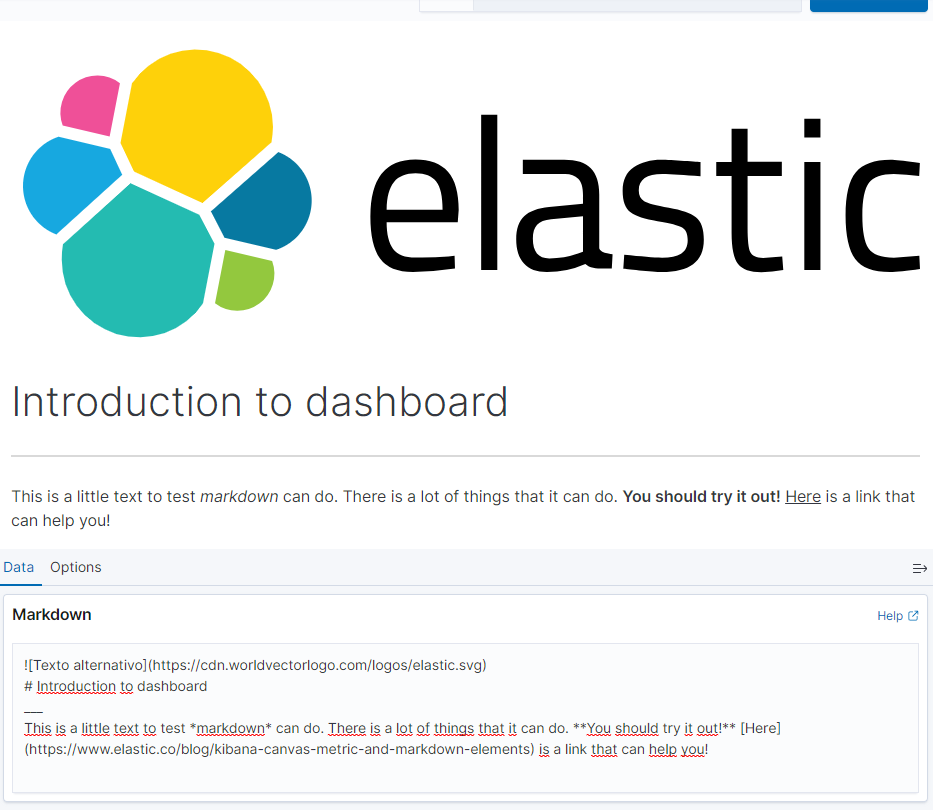 elastic
Introduction to dashboard
This is a little text to test markdown can do. There is a lot of things that it can do. You should try it out! Here is a link that
can help you!
Data Options
Markdown Help
![Texto alternativo](https://cdn.worldvectorlogo.com/logos/elastic.svg)
# Introduction to dashboard
___
This is a little text to test *markdown* can do. There is a lot of things that it can do. **You should try it out!** [Here]
(https://www.elastic.co/blog/kibana-canvas-metric-and-markdown-elements) is a link that can help you!